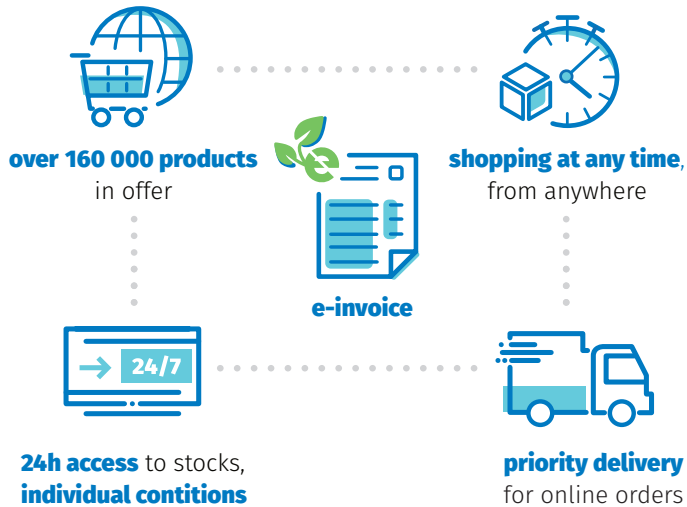 over 160 000 products
in offer
shopping at any time,
from anywhere
e
e-invoice
24/7
24h access to stocks,
individual contitions
priority delivery
for online orders